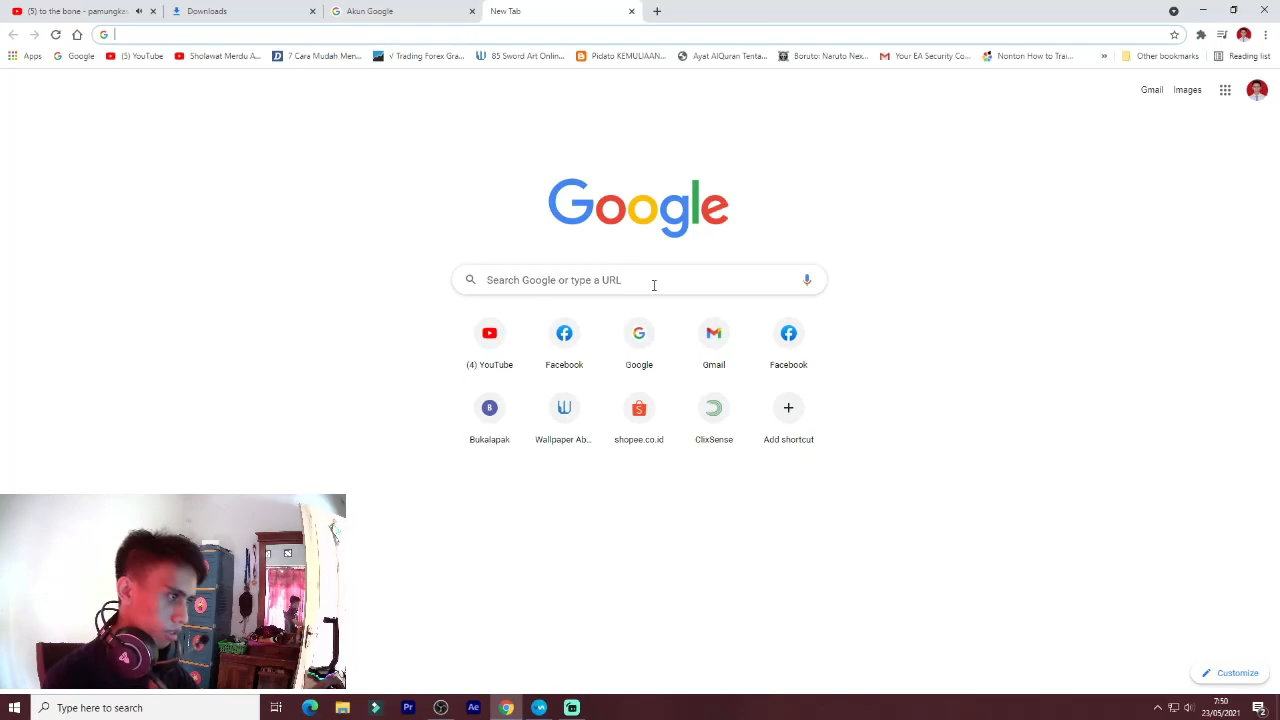 (5) to the bone - pamungka
Downloads
Akun Google
New Tab
Apps
Google
(5) YouTube
Sholawat Merdu A...
7 Cara Mudah Men...
√ Trading Forex Gra...
85 Sword Art Onlin...
Pidato KEMULIAAN...
Ayat AlQuran Tenta...
Boruto: Naruto Nex...
Your EA Security Co...
Nonton How to Trai...
»
Other bookmarks
Reading list
Gmail
Images
Google
Search Google or type a URL
(4) YouTube
Facebook
Google
Gmail
Facebook
B
Bukalapak
Wallpaper Ab...
shopee.co.id
ClixSense
Add shortcut
Customize
Type here to search
Pr
Ae
7:50
23/05/2021
2